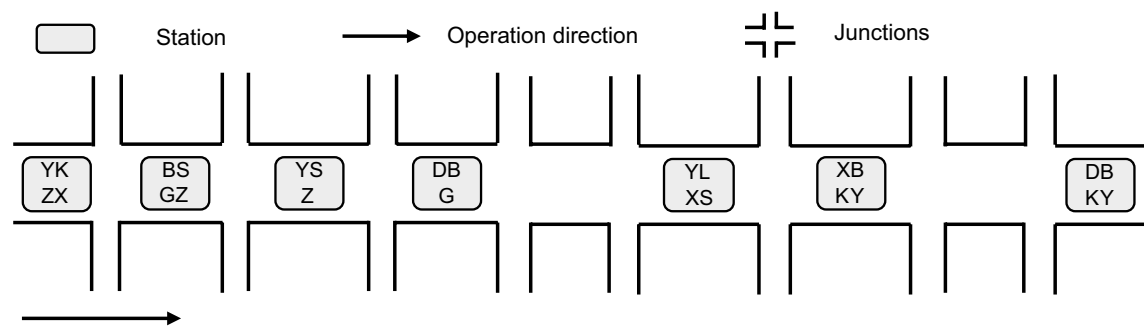 Station
Operation direction
Junctions
YK
ZX
BS
GZ
YS
Z
DB
G
YL
XS
XB
KY
DB
KY